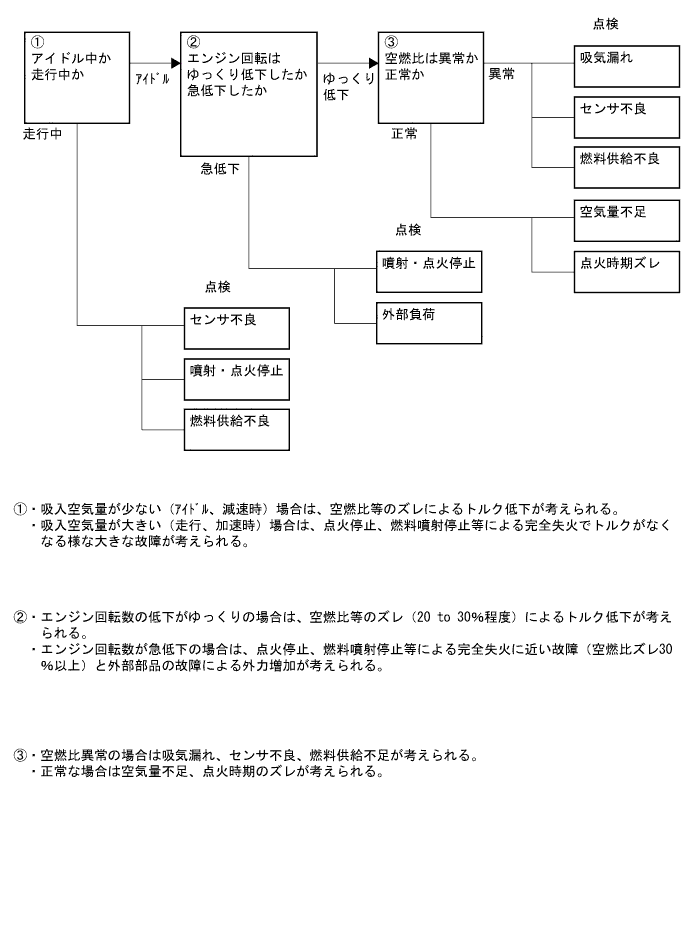 点検
①
アイドル中か
走行中か
ｱｲﾄﾞﾙ
走行中
②
エンジン回転は
ゆっくり低下したか
急低下したか
ゆっくり
低下
急低下
③
空燃比は異常か
正常か
異常
正常
吸気漏れ
センサ不良
燃料供給不良
空気量不足
点火時期ズレ
点検
噴射・点火停止
外部負荷
点検
センサ不良
噴射・点火停止
燃料供給不良
①・吸入空気量が少ない（ｱｲﾄﾞﾙ、減速時）場合は、空燃比等のズレによるトルク低下が考えられる。
・吸入空気量が大きい（走行、加速時）場合は、点火停止、燃料噴射停止等による完全失火でトルクがなく
なる様な大きな故障が考えられる。
②・エンジン回転数の低下がゆっくりの場合は、空燃比等のズレ（20 to 30％程度）によるトルク低下が考え
られる。
・エンジン回転数が急低下の場合は、点火停止、燃料噴射停止等による完全失火に近い故障（空燃比ズレ30
％以上）と外部部品の故障による外力増加が考えられる。
③・空燃比異常の場合は吸気漏れ、センサ不良、燃料供給不足が考えられる。
・正常な場合は空気量不足、点火時期のズレが考えられる。